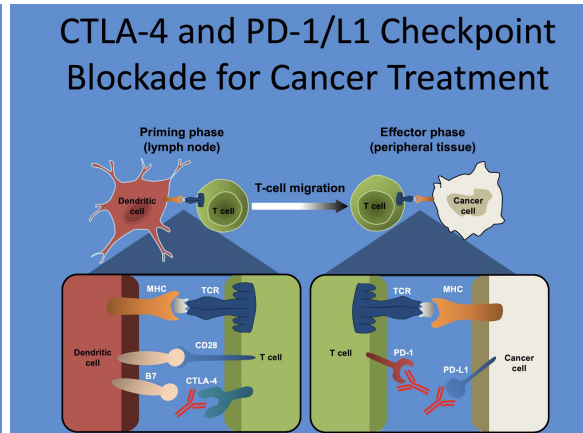 CTLA-4 and PD-1/L1 Checkpoint
Blockade for Cancer Treatment
Priming phase
(lymph node)
Effector phase
(peripheral tissue)
Dendritic
cell
T cell
T-cell migration
T cell
Cancer
cell
MHC
TCR
CD28
Dendritic
cell
T cell
B7
CTLA-4
TCR
MHC
T cell
PD-1
PD-L1
Cancer
cell